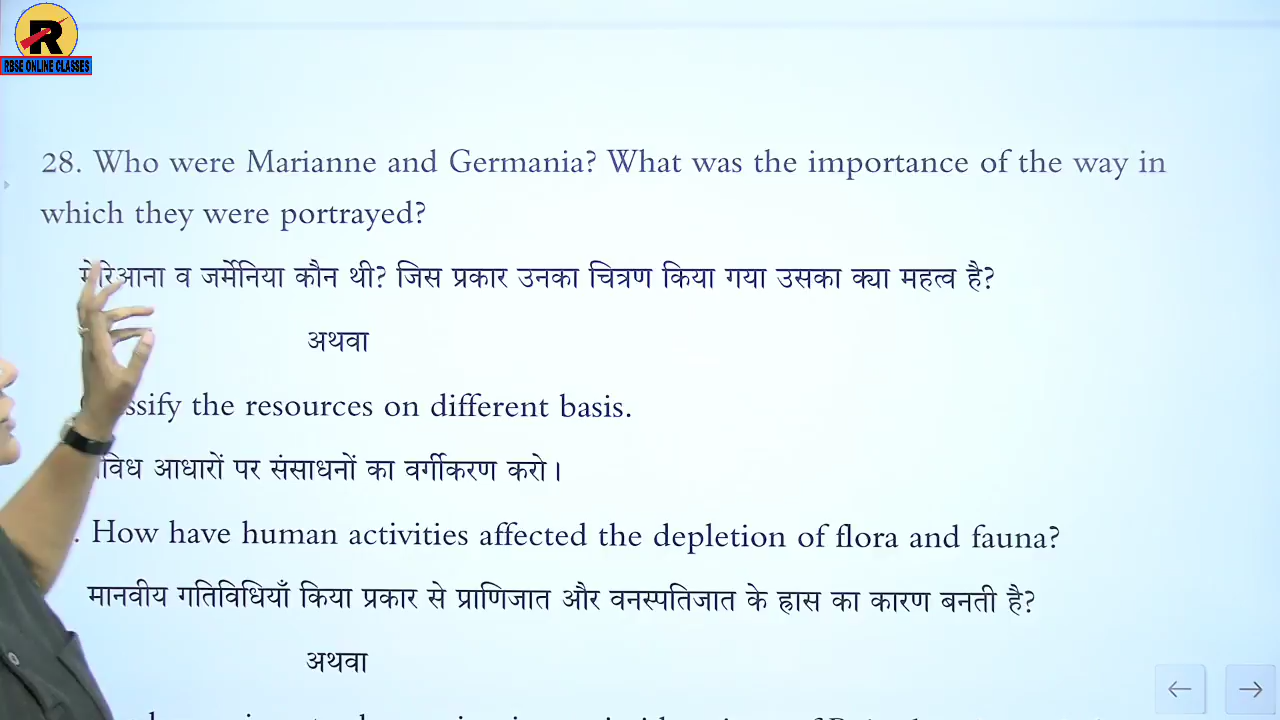 R
RBSE ONLINE CLASSES
28. Who were Marianne and Germania? What was the importance of the way in
which they were portrayed?
मेरिआना व जर्मेनिया कौन थी? जिस प्रकार उनका चित्रण किया गया उसका क्या महत्व है?
अथवा
the resources on different basis.
आधारों पर संसाधनों का वर्गीकरण करो।
How have human activities affected the depletion of flora and fauna?
मानवीय गतिविधियाँ किया प्रकार से प्राणिजात और वनस्पतिजात के ह्रास का कारण बनती है?
अथवा